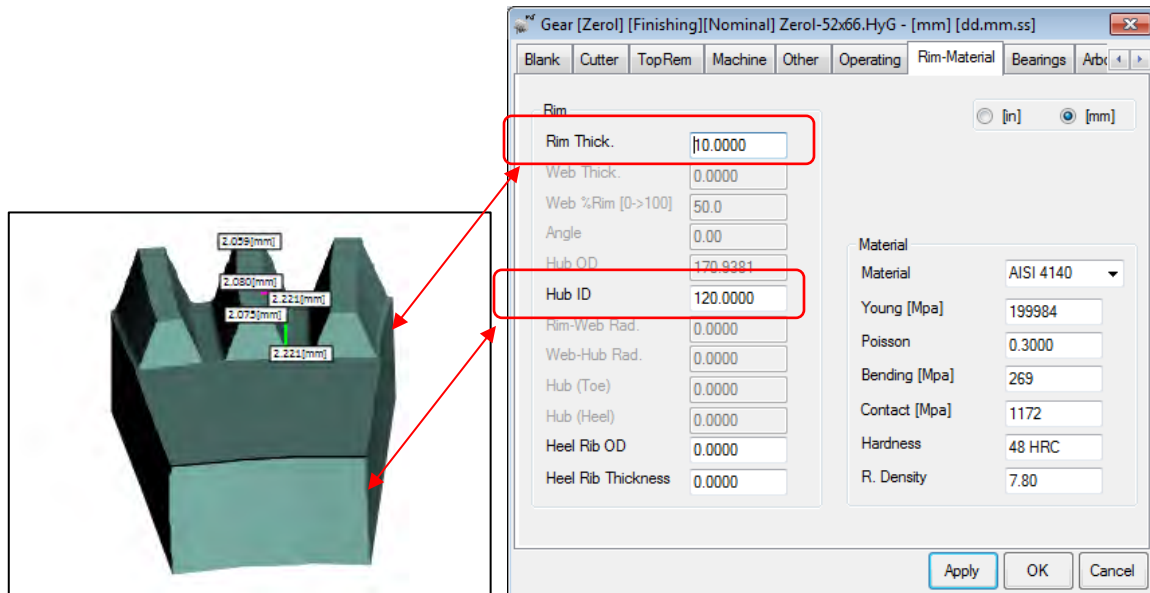 Gear [Zerol] [Finishing][Nominal] Zerol-52x66.HyG - [mm] [dd.mm.ss]
Blank Cutter TopRem Machine Other Operating Rim-Material Bearings
[in] [mm]
Rim
Rim Thick. 10.0000
Web Thick. 0.0000
Web %Rim [0->100] 50.0
Angle 0.00
Hub OD 170.9381
Hub ID 120.0000
Rim-Web Rad. 0.0000
Web-Hub Rad. 0.0000
Hub (Toe) 0.0000
Hub (Heel) 0.0000
Heel Rib OD 0.0000
Heel Rib Thickness 0.0000
Material
Material AISI 4140
Young [Mpa] 199984
Poisson 0.3000
Bending [Mpa] 269
Contact [Mpa] 1172
Hardness 48 HRC
R. Density 7.80
Apply OK Cancel
2.059[mm]
2.080[mm]
2.221[mm]
2.075[mm]
2.221[mm]